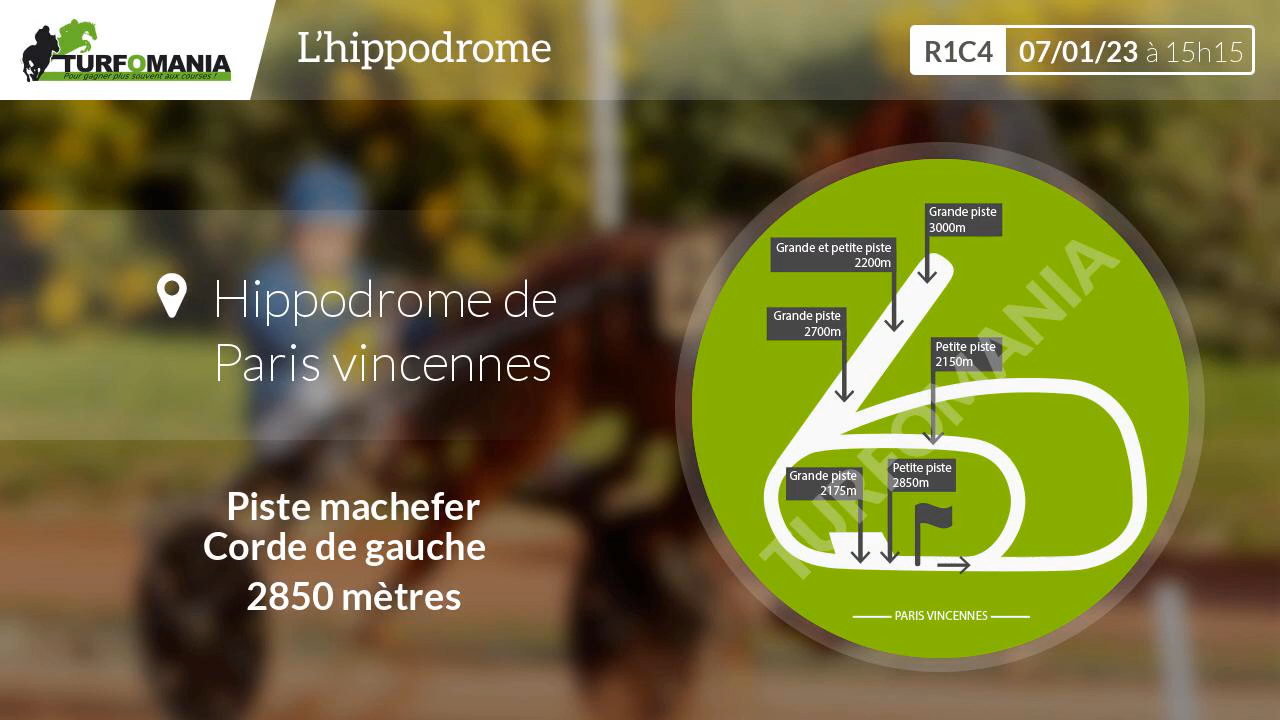 TURFOMANIA
Pour gagner plus souvent aux courses !
L'hippodrome
R1C4 07/01/23 à 15h15
Hippodrome de
Paris vincennes
Piste machefer
Corde de gauche
2850 mètres
Grande piste
3000m
Grande et petite piste
2200m
Grande piste
2700m
Petite piste
2150m
Grande piste
2175m
Petite piste
2850m
TURFOMANIA
PARIS VINCENNES